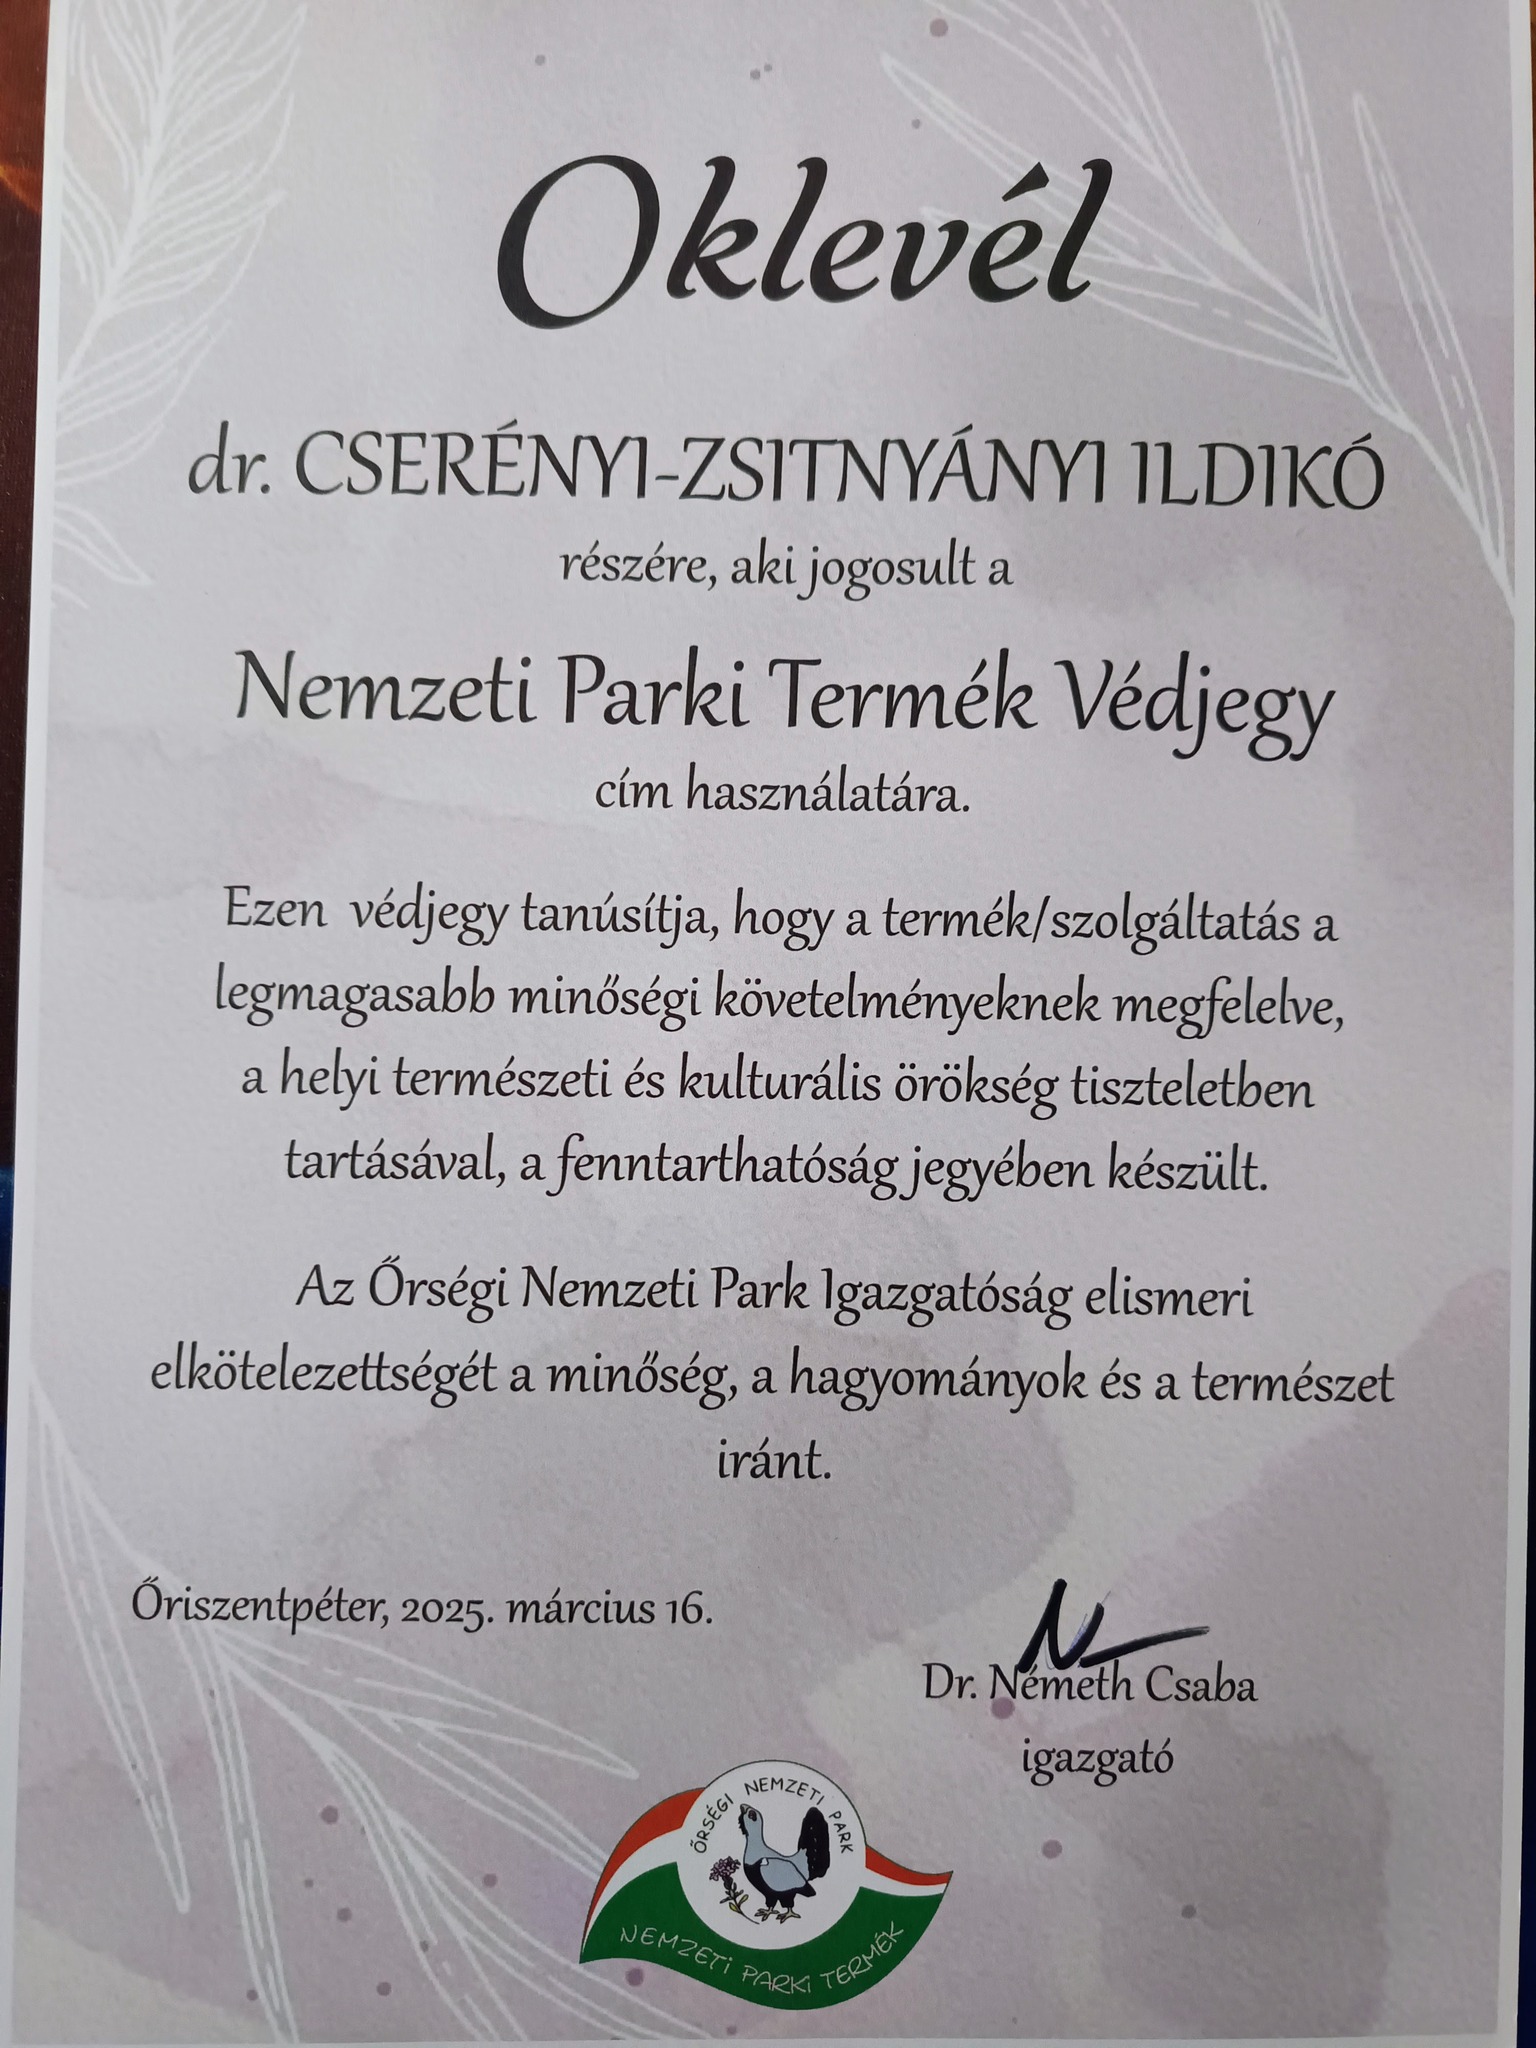 Oklevél
dr. CSERÉNYI-ZSITNYÁNYI ILDIKÓ
részére, aki jogosult a
Nemzeti Parki Termék Védjegy
cím használatára.
Ezen védjegy tanúsítja, hogy a termék/szolgáltatás a
legmagasabb minőségi követelményeknek megfelelve,
a helyi természeti és kulturális örökség tiszteletben
tartásával, a fenntarthatóság jegyében készült.
Az Őrségi Nemzeti Park Igazgatóság elismeri
elkötelezettségét a minőség, a hagyományok és a természet
iránt.
Őriszentpéter, 2025. március 16.
Dr. Németh Csaba
igazgató
ŐRSÉGI NEMZETI PARK
NEMZETI PARKI TERMÉK